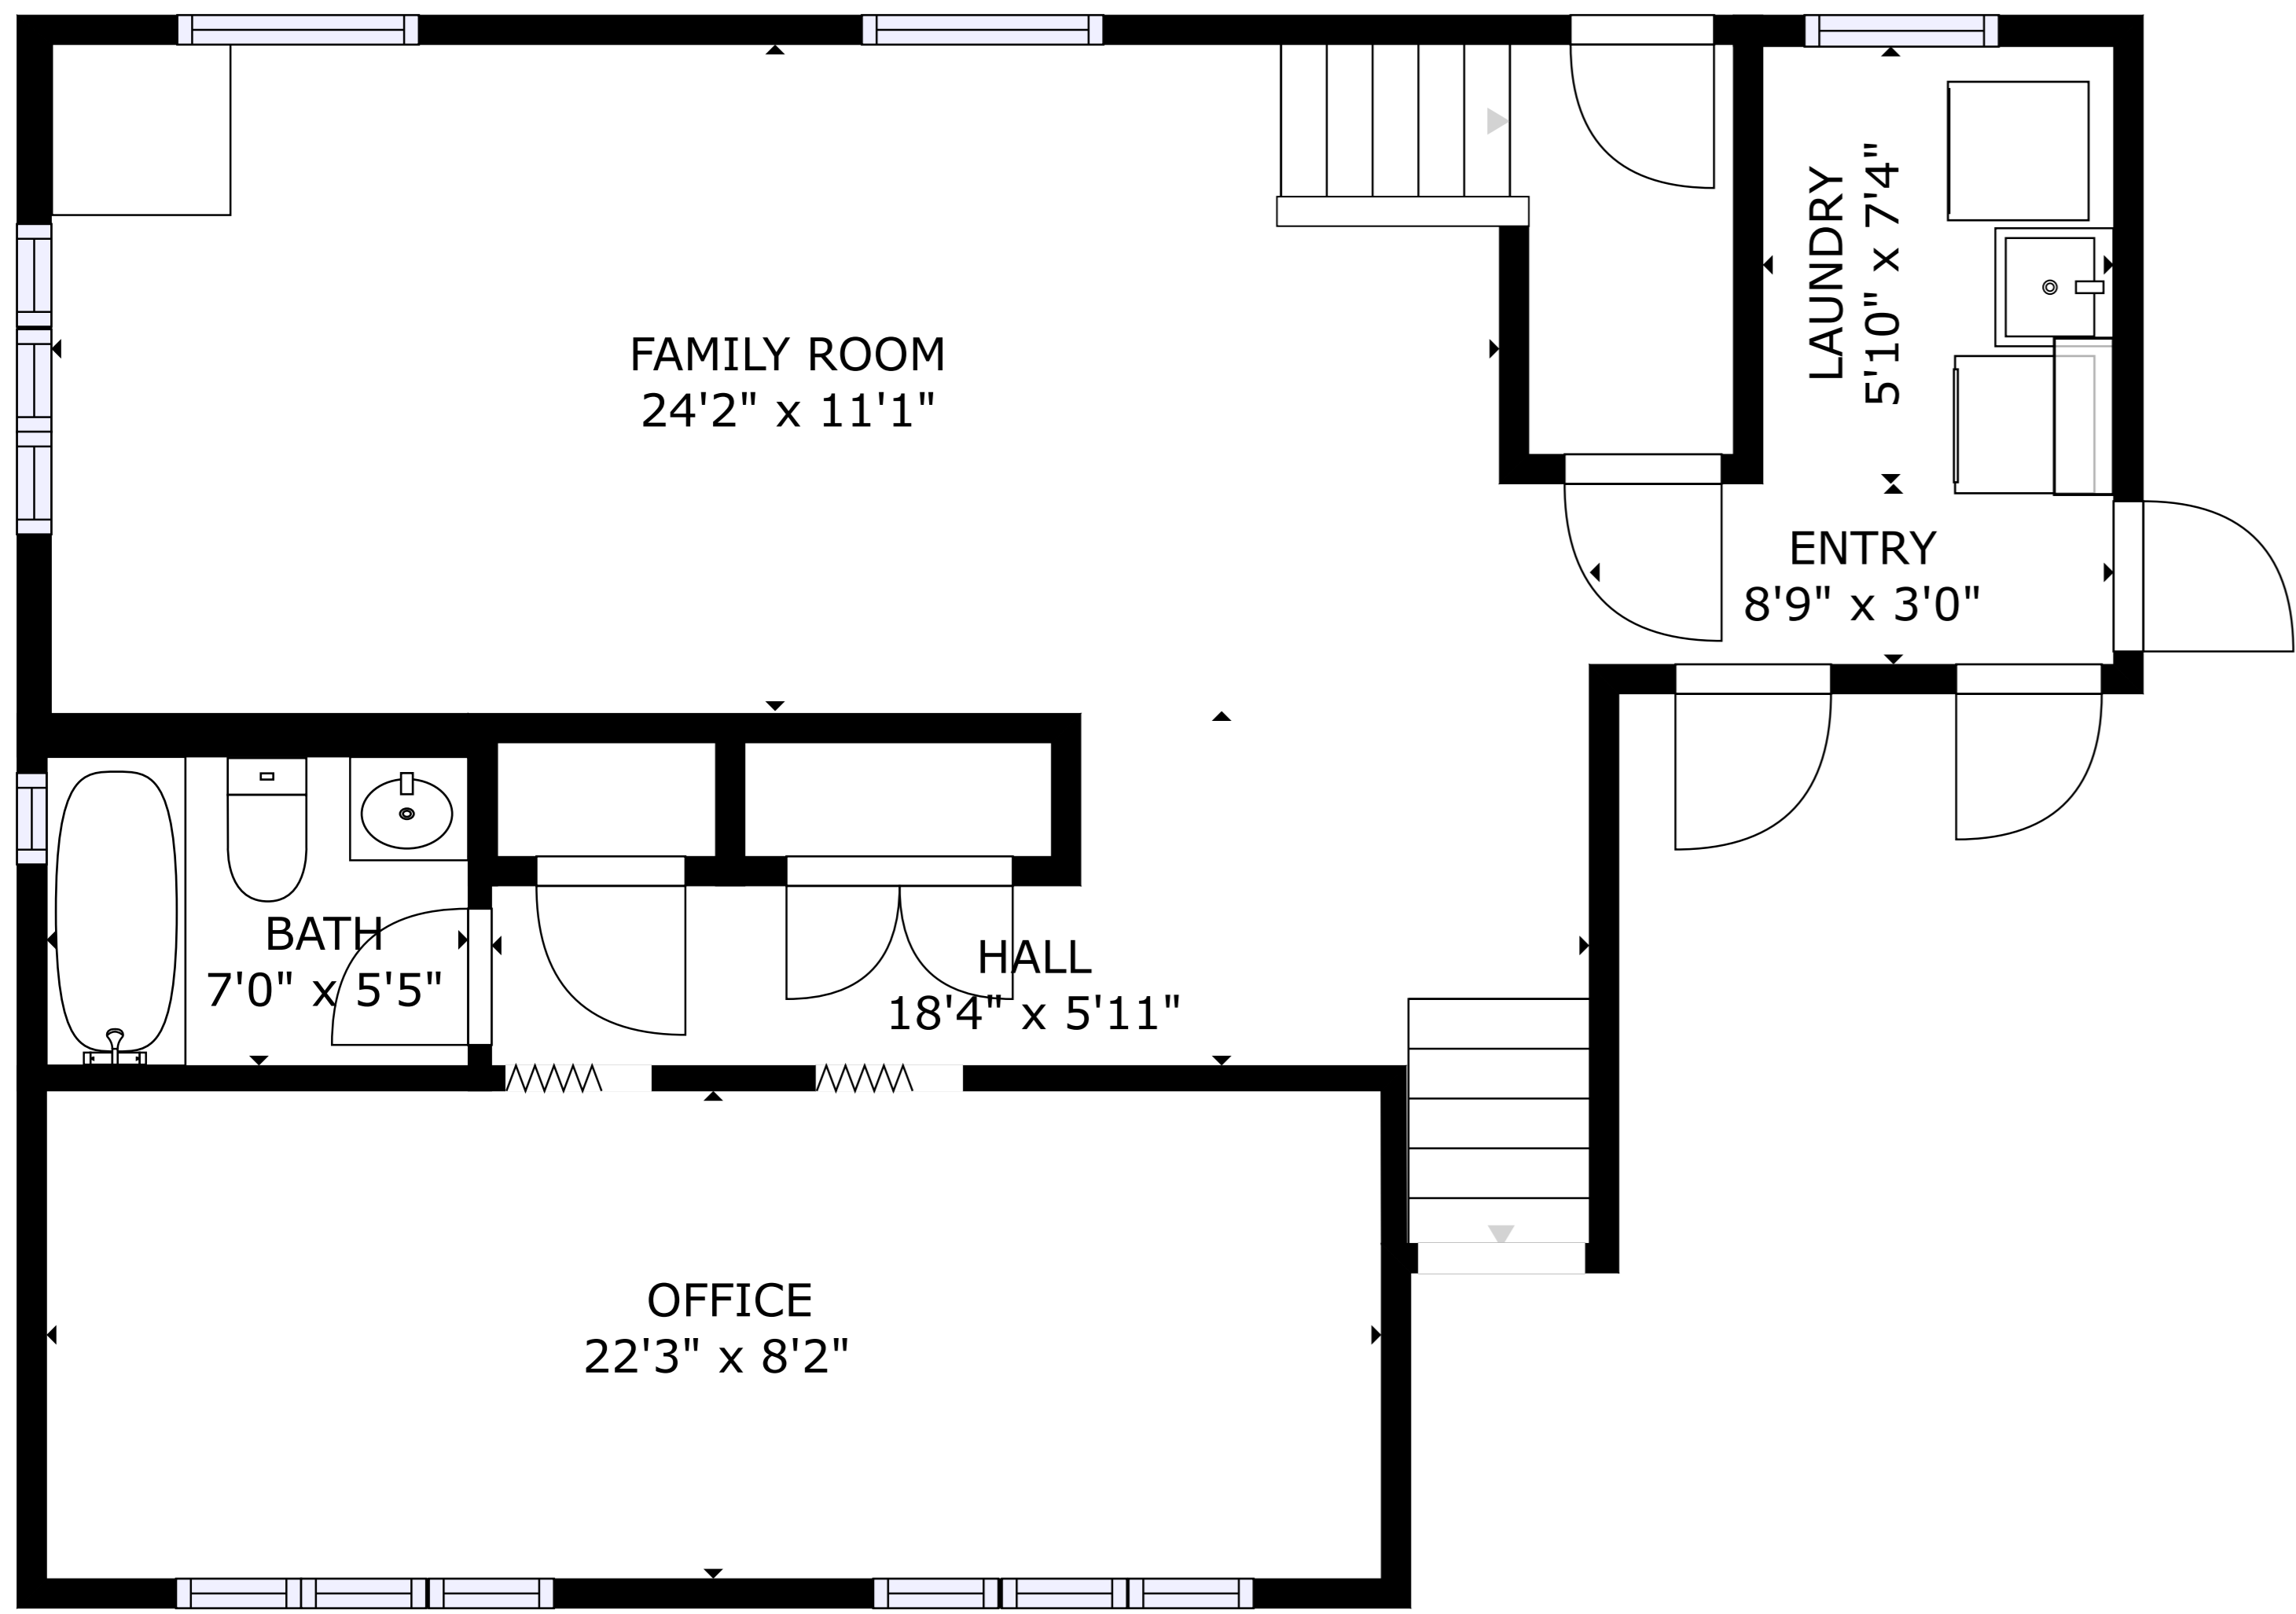 FAMILY ROOM
24'2" x 11'1"
LAUNDRY
5'10" x 7'4"
ENTRY
8'9" x 3'0"
BATH
7'0" x 5'5"
HALL
18'4" x 5'11"
OFFICE
22'3" x 8'2"